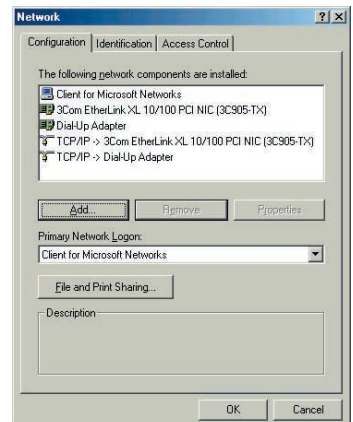 Network
Configuration Identification Access Control
The following network components are installed:
Client for Microsoft Networks
3Com EtherLink XL 10/100 PCI NIC (3C905-TX)
Dial-Up Adapter
TCP/IP -> 3Com EtherLink XL 10/100 PCI NIC (3C905-TX)
TCP/IP -> Dial-Up Adapter
Add... Remove Properties
Primary Network Logon:
Client for Microsoft Networks
File and Print Sharing...
Description
OK Cancel